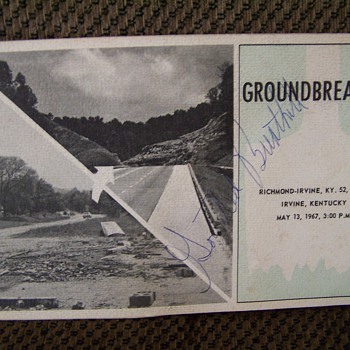 GROUNDBREA
RICHMOND-IRVINE, KY. 52,
IRVINE, KENTUCKY
MAY 13, 1967, 3:00 P.M